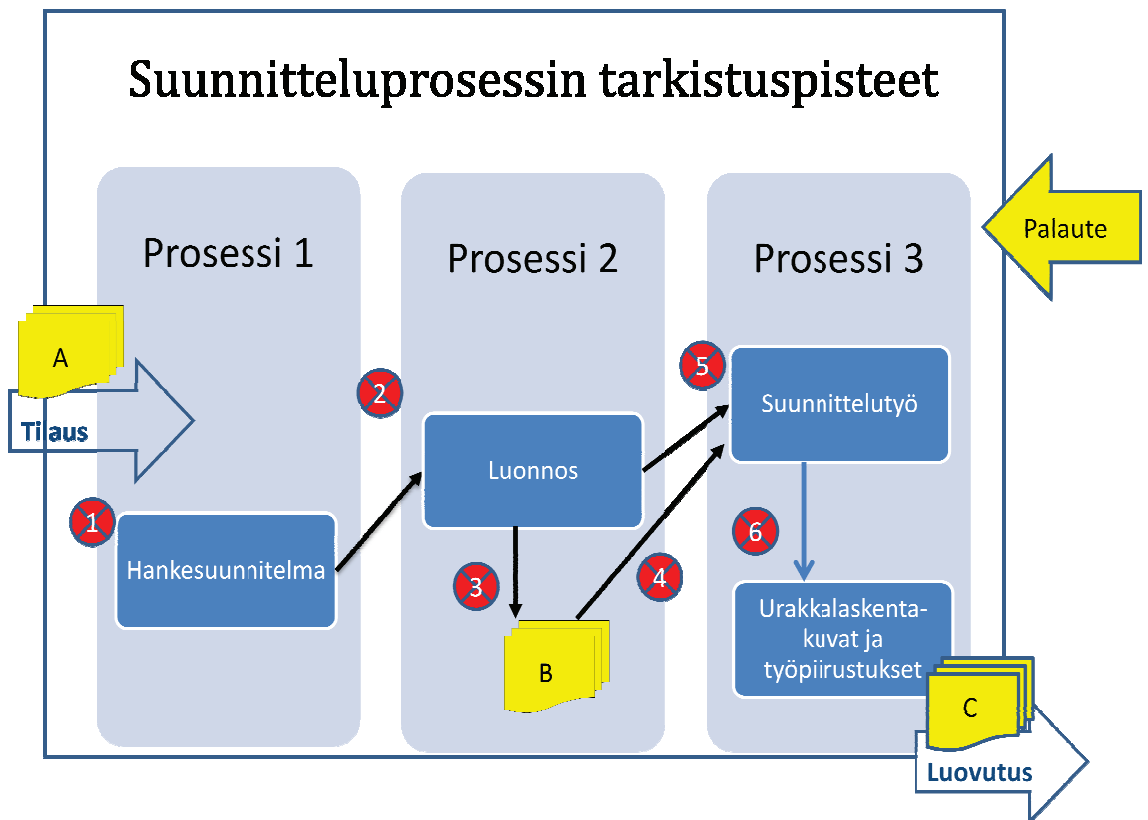 Suunnitteluprosessin tarkistuspisteet
Prosessi 1
Prosessi 2
Prosessi 3
Palaute
A
Tilaus
1
Hankesuunnitelma
2
Luonnos
3
B
4
5
Suunnittelutyö
6
Urakkalaskenta-
kuvat ja
työpiirustukset
C
Luovutus